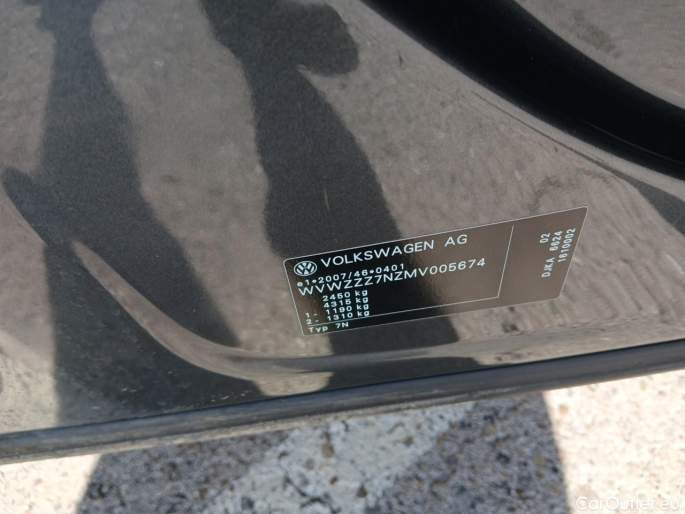 VOLKSWAGEN AG
e1*2007/46*0401
WVWZZZ7NZMV005674
2450 kg
4315 kg
1- 1190 kg
2- 1310 kg
Typ 7N
02
DJKA 6624
1610002
CarOutlet.eu